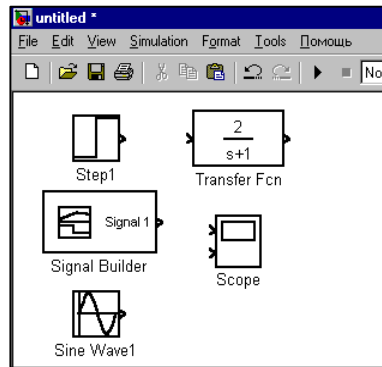 untitled *
File Edit View Simulation Format Tools Помощь
No
2
s+1
Step1
Transfer Fcn
Signal 1
Signal Builder
Scope
Sine Wave1